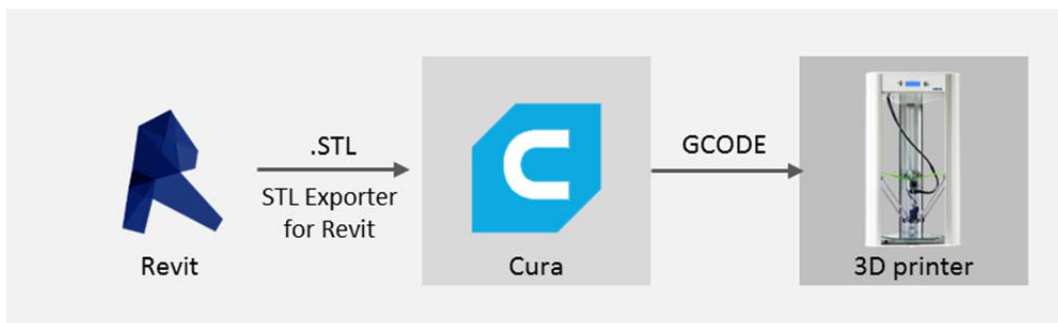 .STL
STL Exporter
for Revit
Revit
Cura
GCODE
3D printer